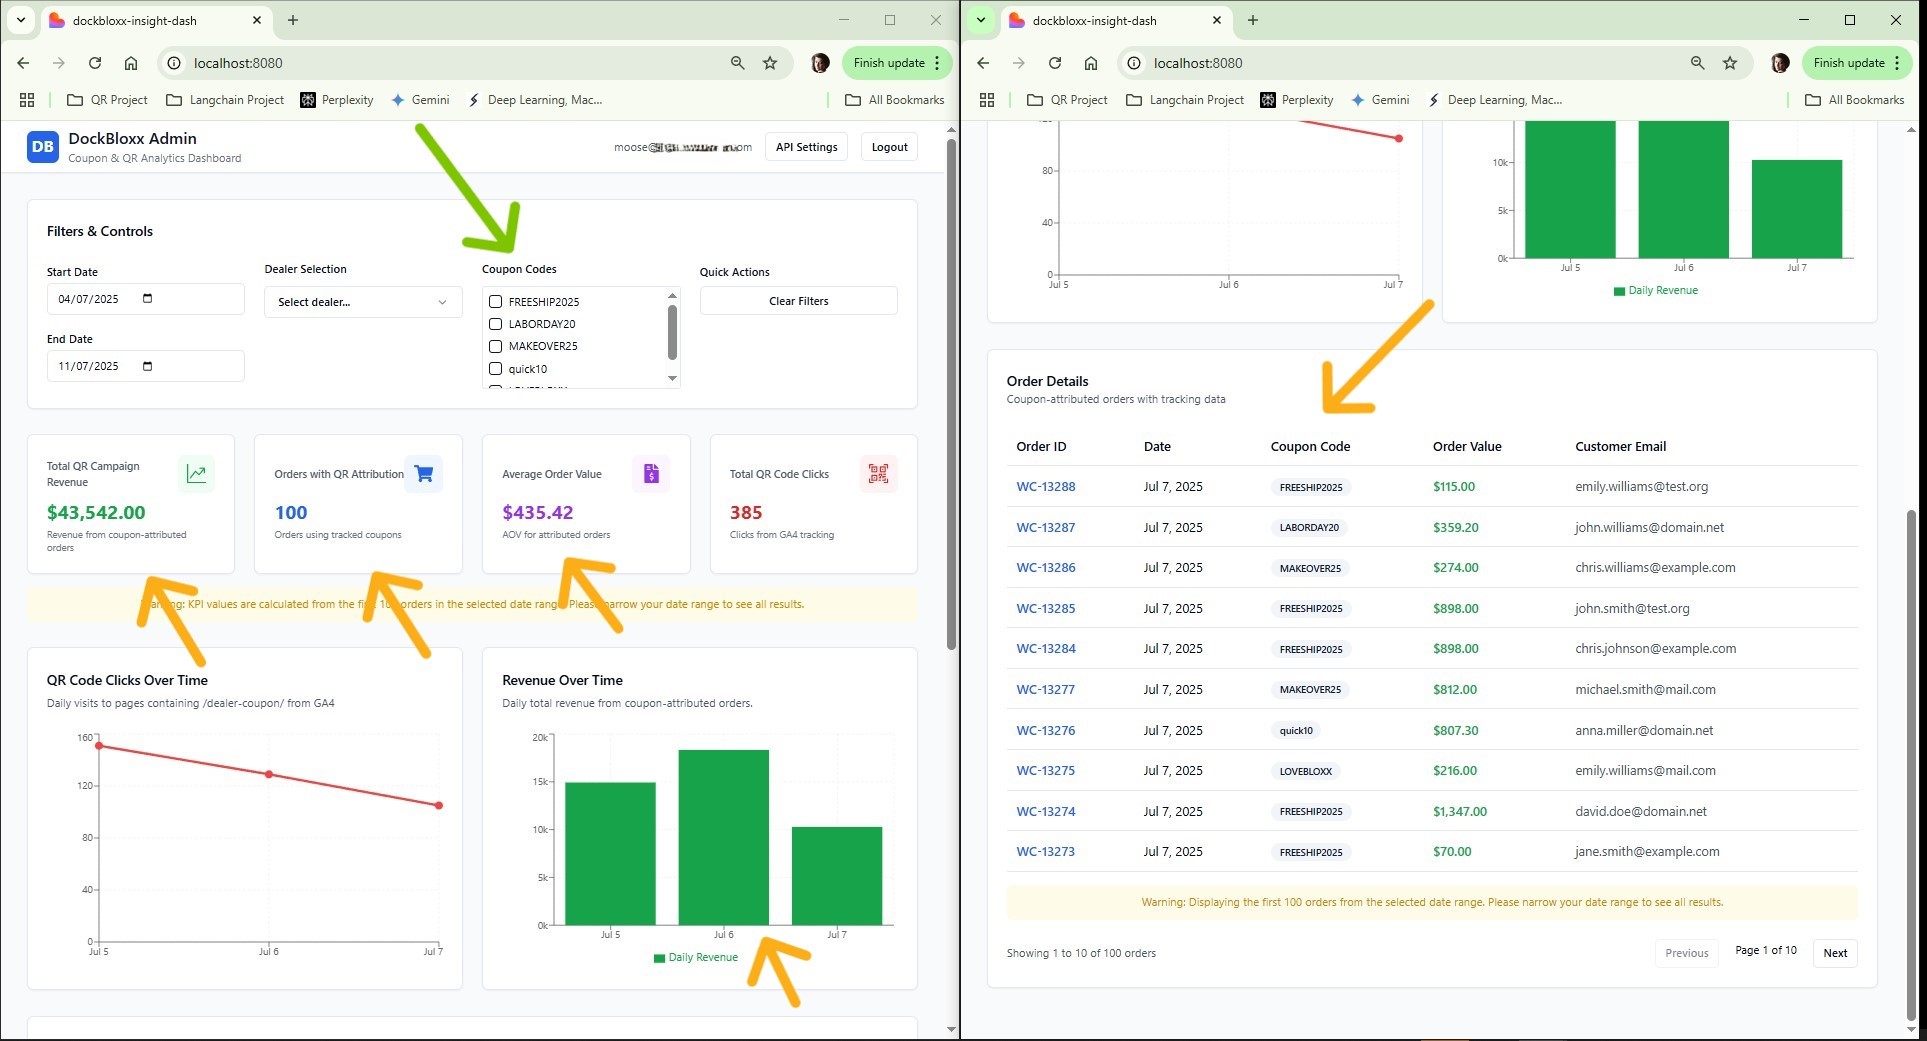 dockbloxx-insight-dash
localhost:8080
Finish update
QR Project
Langchain Project
Perplexity
Gemini
Deep Learning, Mac...
All Bookmarks
DB
DockBloxx Admin
Coupon & QR Analytics Dashboard
moose@
om
API Settings
Logout
Filters & Controls
Start Date
04/07/2025
End Date
11/07/2025
Dealer Selection
Select dealer...
Coupon Codes
FREESHIP2025
LABORDAY20
MAKEOVER25
quick10
Quick Actions
Clear Filters
Total QR Campaign
Revenue
$43,542.00
Revenue from coupon-attributed
orders
Orders with QR Attribution
100
Orders using tracked coupons
Average Order Value
$435.42
AOV for attributed orders
Total QR Code Clicks
385
Clicks from GA4 tracking
KPI values are calculated from the orders in the selected date narrow your date range to see all results.
QR Code Clicks Over Time
Daily visits to pages containing /dealer-coupon/ from GA4
160
120
80
40
0
Jul 5
Jul 6
Jul 7
Revenue Over Time
Daily total revenue from coupon-attributed orders.
20k
15k
10k
5k
0k
Jul 5
Jul 6
Jul 7
Daily Revenue
dockbloxx-insight-dash
localhost:8080
Finish update
QR Project
Langchain Project
Perplexity
Gemini
Deep Learning, Mac...
All Bookmarks
80
40
0
Jul 5
Jul 6
Jul 7
10k
5k
0k
Jul 5
Jul 6
Jul 7
Daily Revenue
Order Details
Coupon-attributed orders with tracking data
Order ID Date Coupon Code Order Value Customer Email
WC-13288 Jul 7, 2025 FREESHIP2025 $115.00 emily.williams@test.org
WC-13287 Jul 7, 2025 LABORDAY20 $359.20 john.williams@domain.net
WC-13286 Jul 7, 2025 MAKEOVER25 $274.00 chris.williams@example.com
WC-13285 Jul 7, 2025 FREESHIP2025 $898.00 john.smith@test.org
WC-13284 Jul 7, 2025 FREESHIP2025 $898.00 chris.johnson@example.com
WC-13277 Jul 7, 2025 MAKEOVER25 $812.00 michael.smith@mail.com
WC-13276 Jul 7, 2025 quick10 $807.30 anna.miller@domain.net
WC-13275 Jul 7, 2025 LOVEBLOXX $216.00 emily.williams@mail.com
WC-13274 Jul 7, 2025 FREESHIP2025 $1,347.00 david.doe@domain.net
WC-13273 Jul 7, 2025 FREESHIP2025 $70.00 jane.smith@example.com
Warning: Displaying the first 100 orders from the selected date range. Please narrow your date range to see all results.
Showing 1 to 10 of 100 orders
Previous
Page 1 of 10
Next